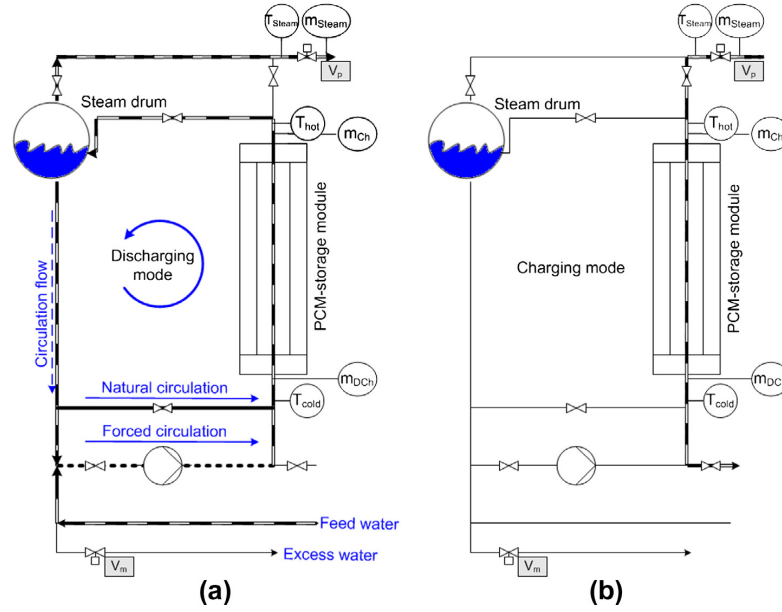 T_Steam
m_Steam
V_p
Steam drum
T_hot
m_Ch
Discharging
mode
Circulation flow
PCM-storage module
m_DCh
Natural circulation
T_cold
Forced circulation
Feed water
Excess water
V_m
(a)
T_Steam
m_Steam
V_p
Steam drum
T_hot
m_Ch
Charging mode
PCM-storage module
m_DC
T_cold
V_m
(b)